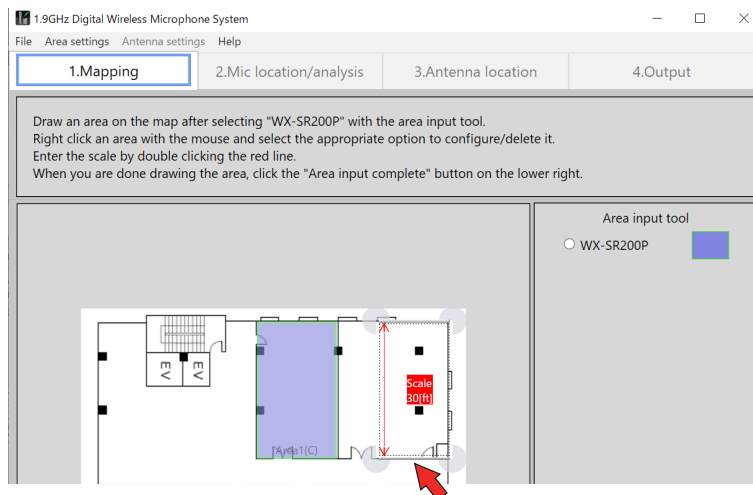 1.9GHz Digital Wireless Microphone System
File Area settings Antenna settings Help
1.Mapping 2.Mic location/analysis 3.Antenna location 4.Output
Draw an area on the map after selecting "WX-SR200P" with the area input tool.
Right click an area with the mouse and select the appropriate option to configure/delete it.
Enter the scale by double clicking the red line.
When you are done drawing the area, click the "Area input complete" button on the lower right.
Area input tool
WX-SR200P
EV
EV
Scale
30[ft]
Area1(C)